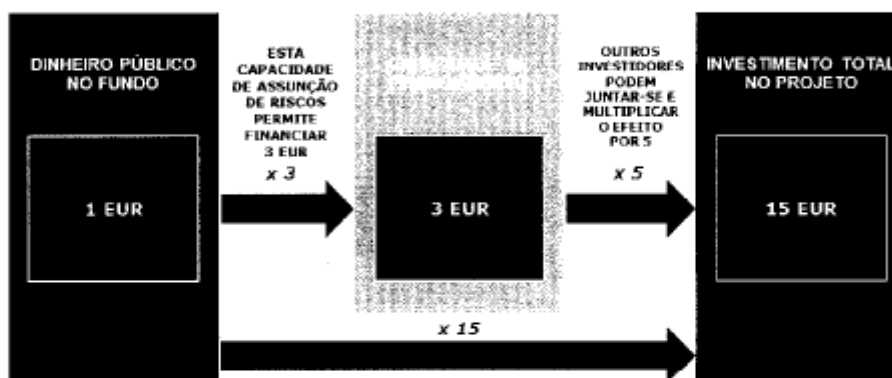 DINHEIRO PÚBLICO
NO FUNDO
1 EUR
ESTA
CAPACIDADE
DE ASSUNÇÃO
DE RISCOS
PERMITE
FINANCIAR
3 EUR
x 3
3 EUR
OUTROS
INVESTIDORES
PODEM
JUNTAR-SE E
MULTIPLICAR
O EFEITO
POR 5
x 5
INVESTIMENTO TOTAL
NO PROJETO
15 EUR
x 15